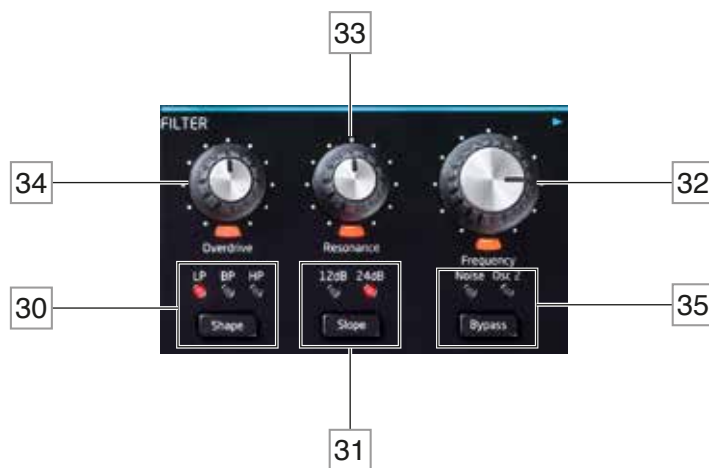 33
FILTER
34
32
Overdrive
Resonance
Frequency
LP BP HP
12dB 24dB
Noise Osc 2
30
35
Shape
Slope
Bypass
31